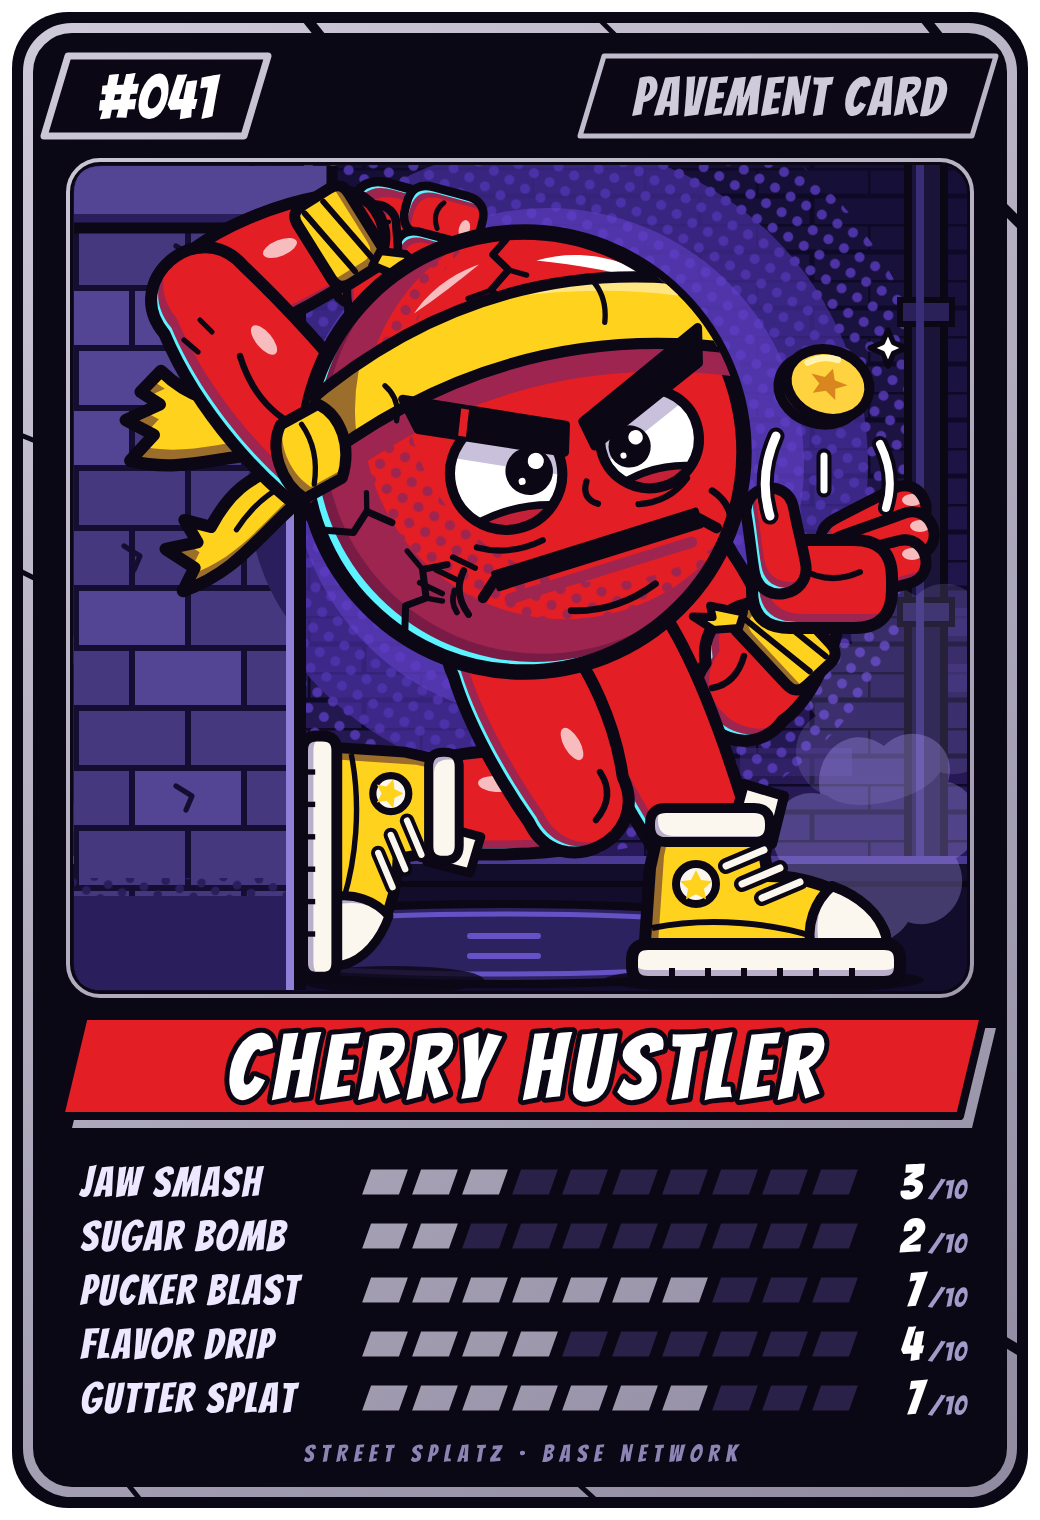 #041
PAVEMENT CARD
CHERRY HUSTLER
JAW SMASH 3/10
SUGAR BOMB 2/10
PUCKER BLAST 7/10
FLAVOR DRIP 4/10
GUTTER SPLAT 7/10
STREET SPLATZ · BASE NETWORK